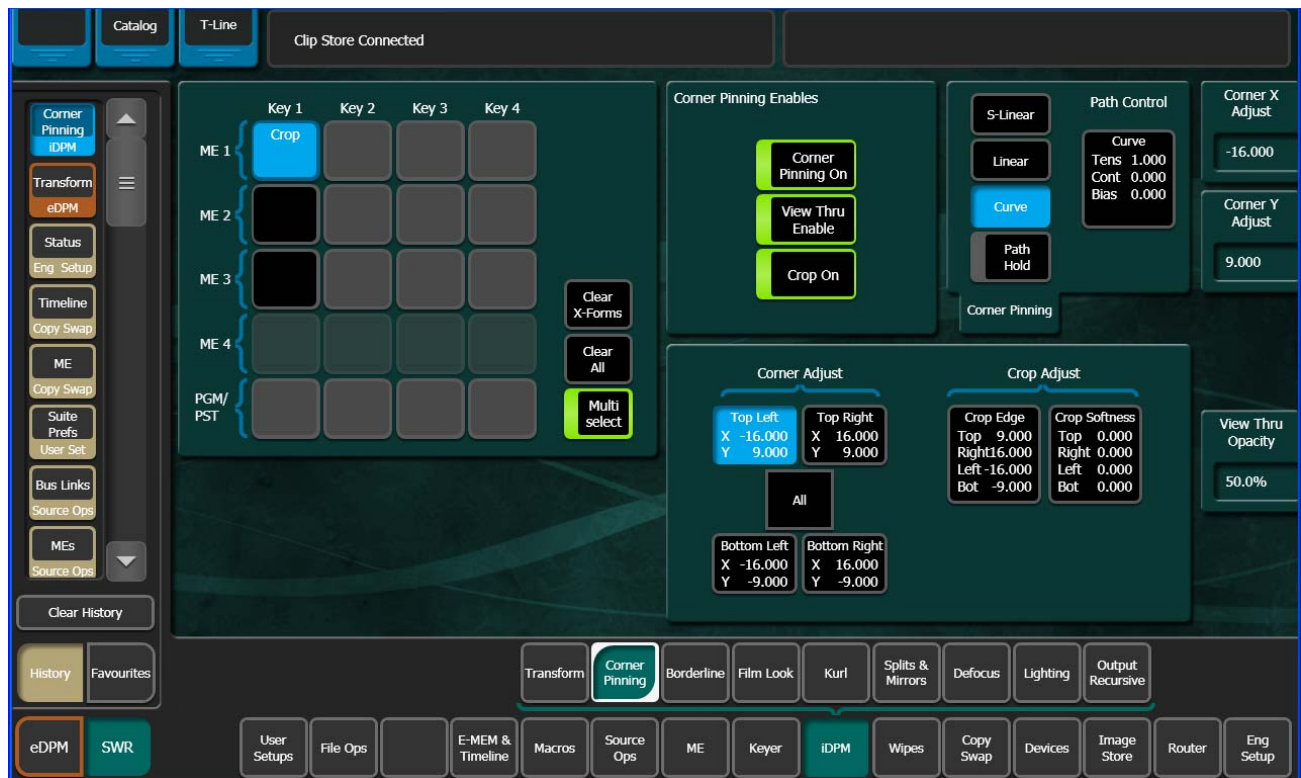 Catalog
T-Line
Clip Store Connected
Corner
Pinning
iDPM
Transform
eDPM
Status
Eng Setup
Timeline
Copy Swap
ME
Copy Swap
Suite
Prefs
User Set
Bus Links
Source Ops
MEs
Source Ops
Clear History
History
Favourites
Key 1 Key 2 Key 3 Key 4
ME 1
Crop
ME 2
ME 3
ME 4
PGM/
PST
Clear
X-Forms
Clear
All
Multi
select
Corner Pinning Enables
Corner
Pinning On
View Thru
Enable
Crop On
S-Linear
Linear
Curve
Path
Hold
Path Control
Curve
Tens 1.000
Cont 0.000
Bias 0.000
Corner Pinning
Corner X
Adjust
-16.000
Corner Y
Adjust
9.000
Corner Adjust
Top Left
X -16.000
Y 9.000
Top Right
X 16.000
Y 9.000
All
Bottom Left
X -16.000
Y -9.000
Bottom Right
X 16.000
Y -9.000
Crop Adjust
Crop Edge
Top 9.000
Right16.000
Left -16.000
Bot -9.000
Crop Softness
Top 0.000
Right 0.000
Left 0.000
Bot 0.000
View Thru
Opacity
50.0%
Transform
Corner
Pinning
Borderline
Film Look
Kurl
Splits &
Mirrors
Defocus
Lighting
Output
Recursive
eDPM
SWR
User
Setups
File Ops
E-MEM &
Timeline
Macros
Source
Ops
ME
Keyer
iDPM
Wipes
Copy
Swap
Devices
Image
Store
Router
Eng
Setup